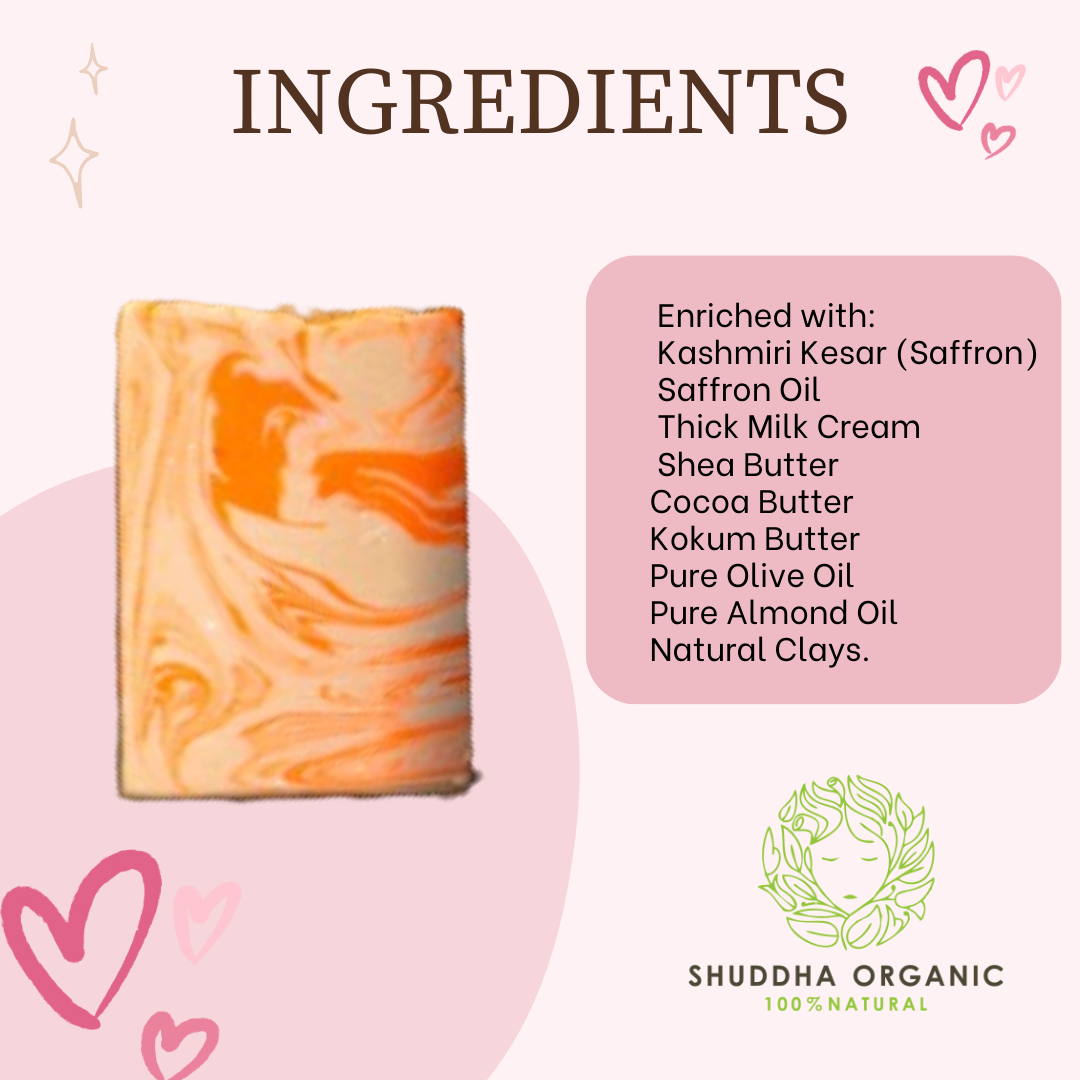 INGREDIENTS
Enriched with:
Kashmiri Kesar (Saffron)
Saffron Oil
Thick Milk Cream
Shea Butter
Cocoa Butter
Kokum Butter
Pure Olive Oil
Pure Almond Oil
Natural Clays.
SHUDDHA ORGANIC
100%NATURAL